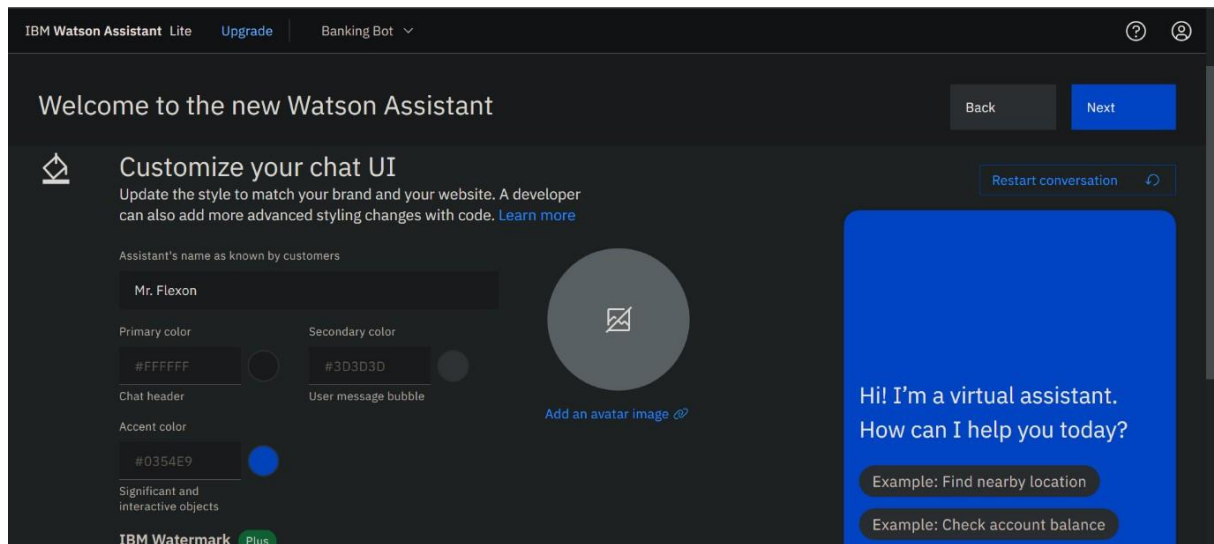 IBM Watson Assistant Lite Upgrade Banking Bot
Welcome to the new Watson Assistant
Back
Next
Customize your chat UI
Update the style to match your brand and your website. A developer
can also add more advanced styling changes with code. Learn more
Restart conversation
Assistant's name as known by customers
Mr. Flexon
Primary color
Secondary color
#FFFFFF
#3D3D3D
Chat header
User message bubble
Add an avatar image
Accent color
#0354E9
Significant and
interactive objects
IBM Watermark Plus
Hi! I'm a virtual assistant.
How can I help you today?
Example: Find nearby location
Example: Check account balance